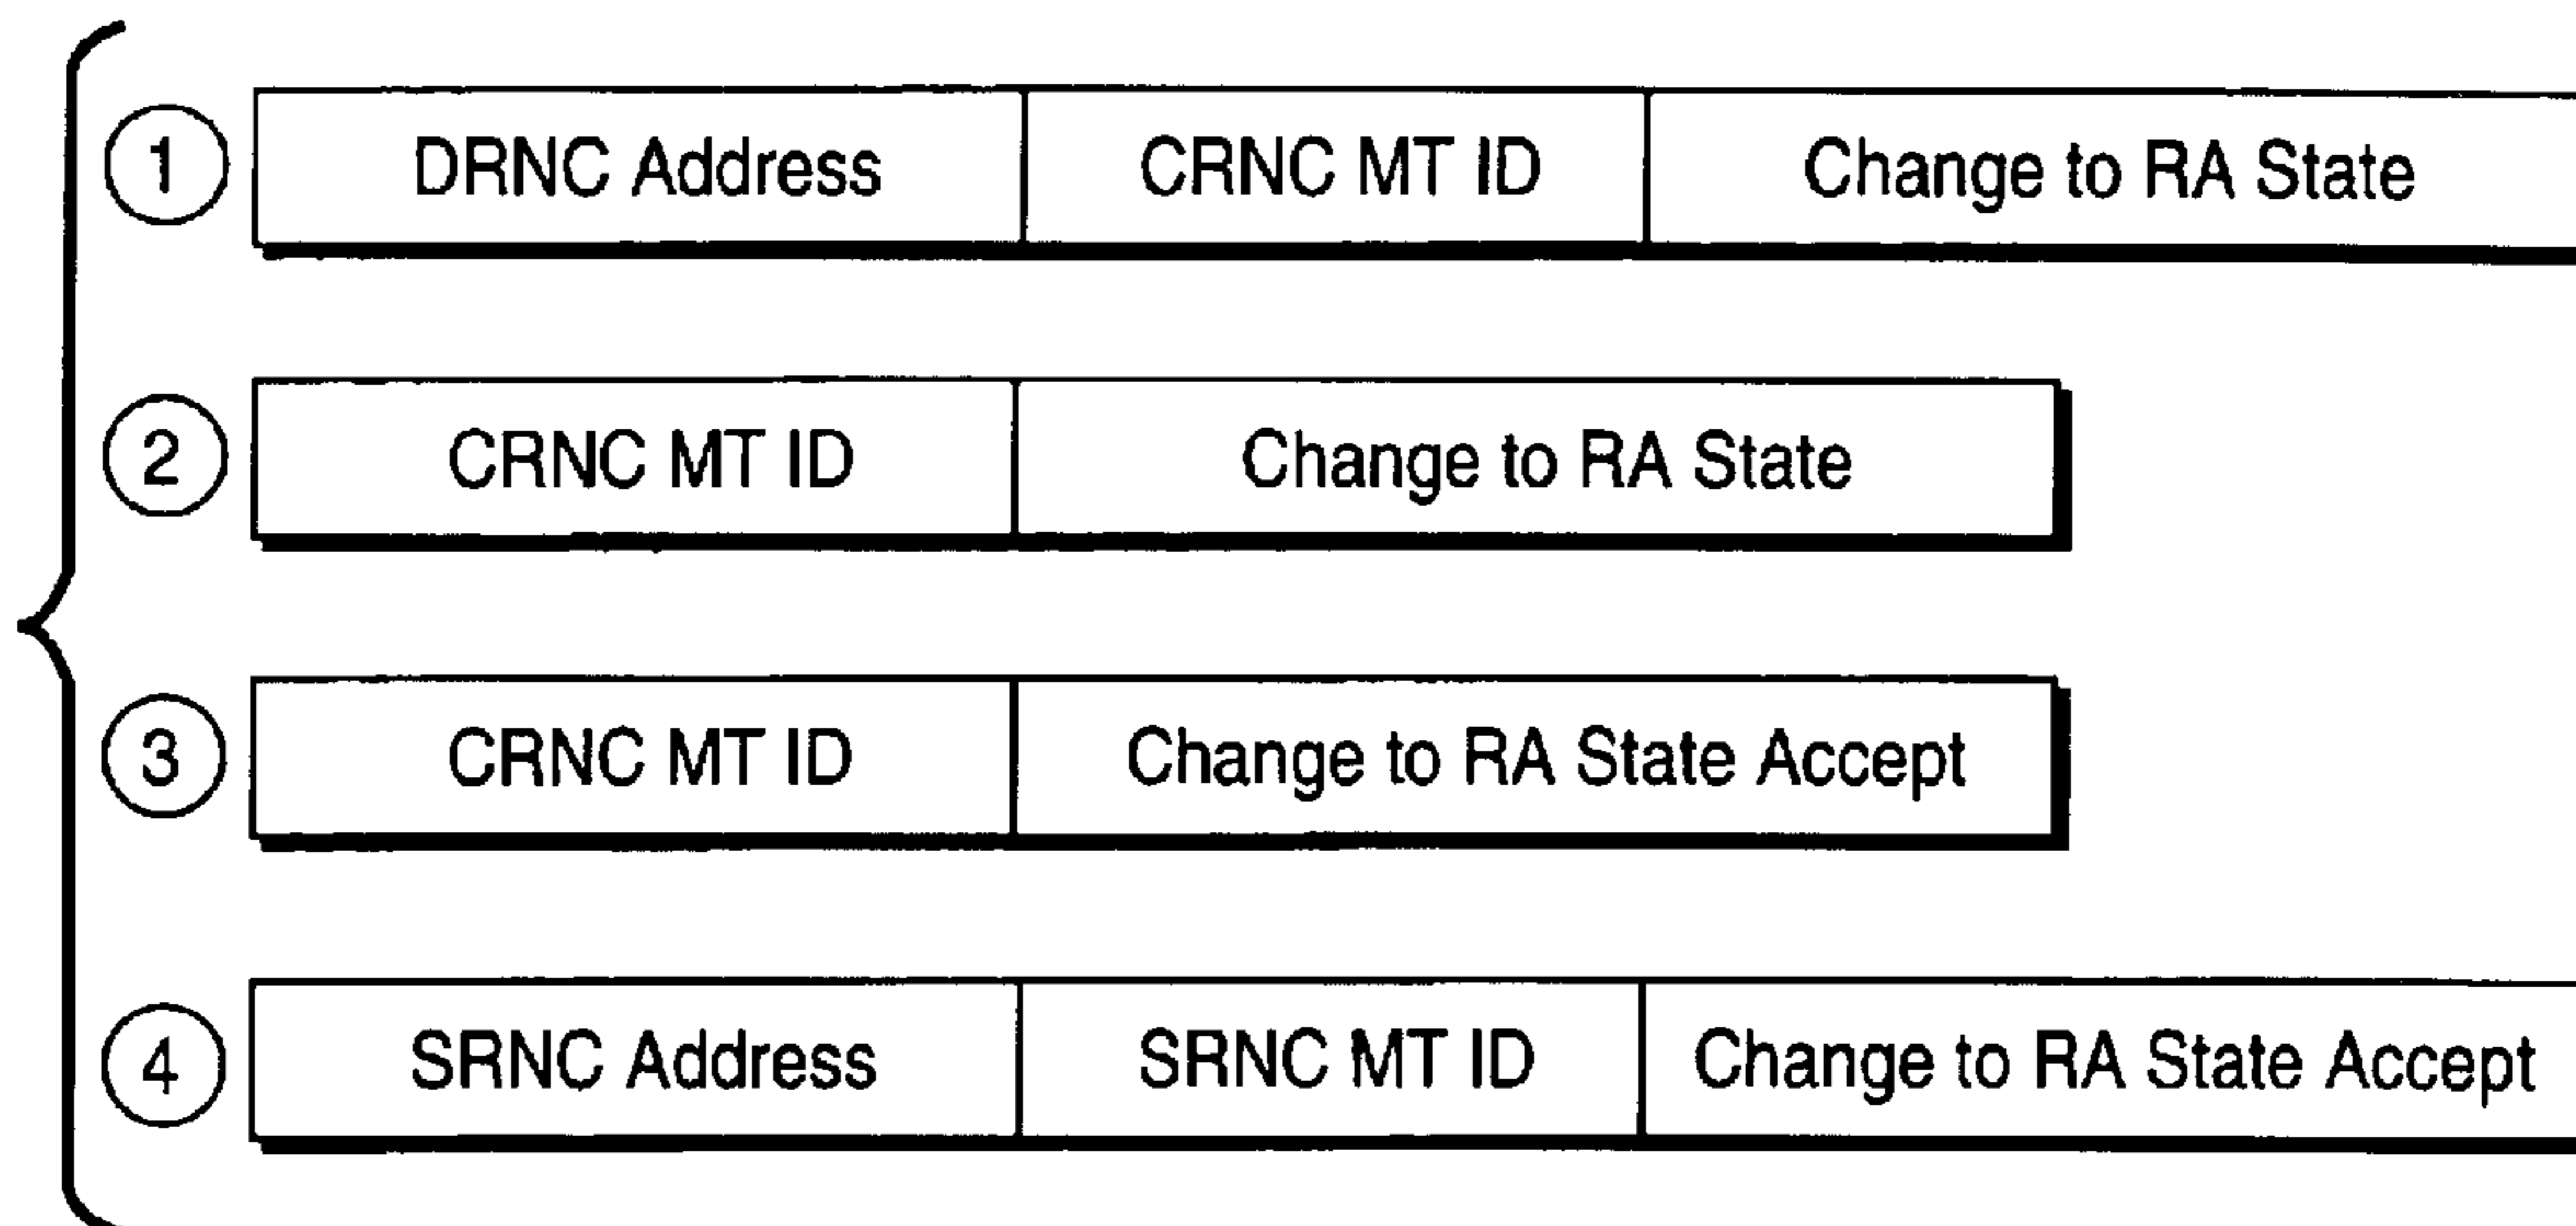 1 DRNC Address CRNC MT ID Change to RA State
2 CRNC MT ID Change to RA State
3 CRNC MT ID Change to RA State Accept
4 SRNC Address SRNC MT ID Change to RA State Accept